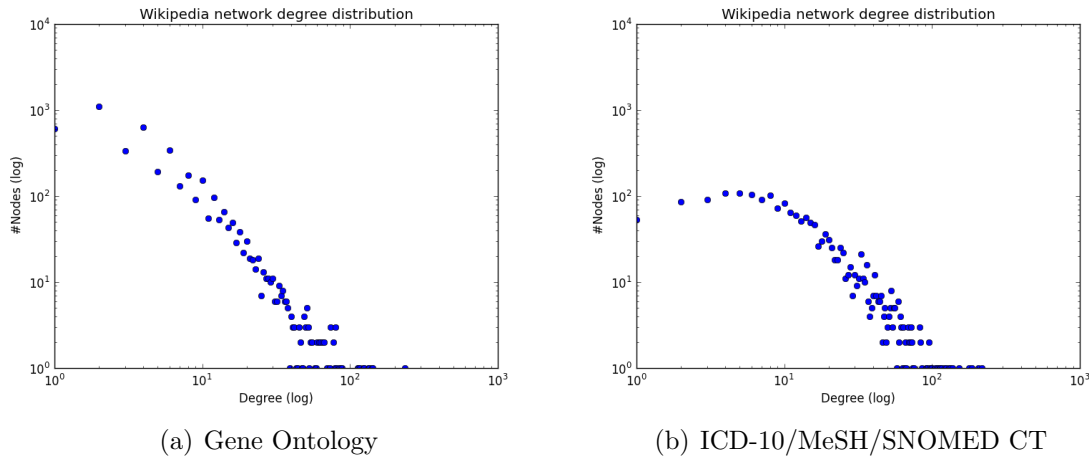 Wikipedia network degree distribution
10^4
10^3
10^2
10^1
10^0
#Nodes (log)
10^0 10^1 10^2 10^3
Degree (log)
(a) Gene Ontology
Wikipedia network degree distribution
10^4
10^3
10^2
10^1
10^0
#Nodes (log)
10^0 10^1 10^2 10^3
Degree (log)
(b) ICD-10/MeSH/SNOMED CT